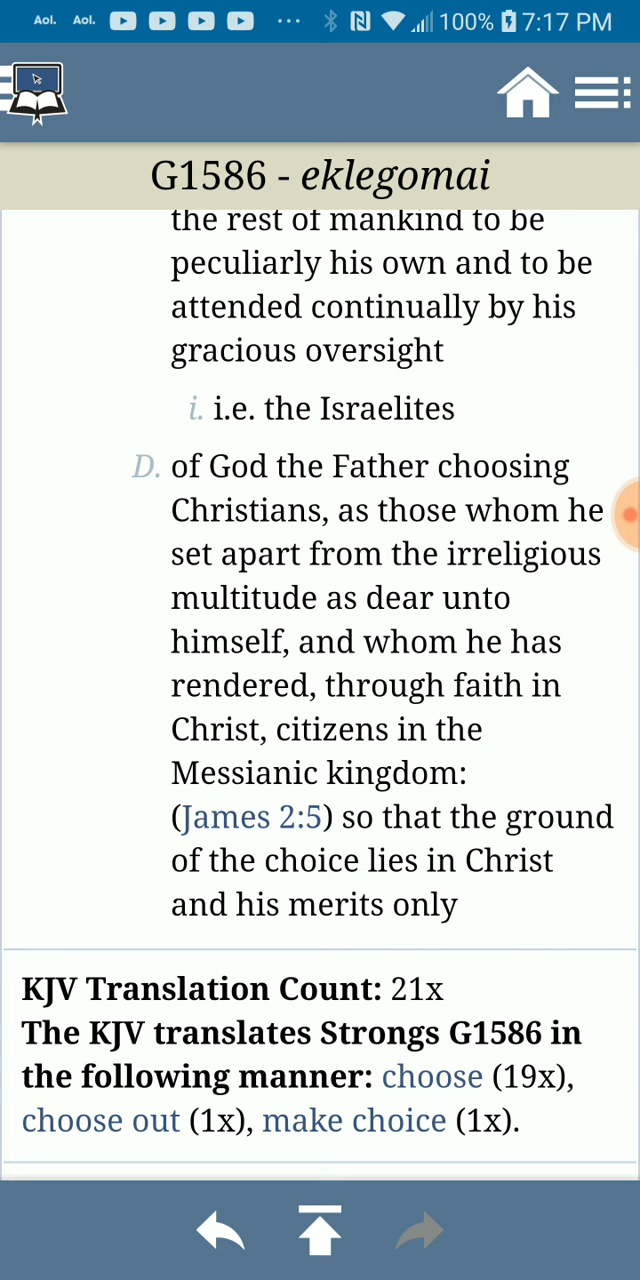 Aol. Aol. ... 100% 7:17 PM
G1586 - eklegomai
the rest of mankind to be
peculiarly his own and to be
attended continually by his
gracious oversight
i. i.e. the Israelites
D. of God the Father choosing
Christians, as those whom he
set apart from the irreligious
multitude as dear unto
himself, and whom he has
rendered, through faith in
Christ, citizens in the
Messianic kingdom:
(James 2:5) so that the ground
of the choice lies in Christ
and his merits only
KJV Translation Count: 21x
The KJV translates Strongs G1586 in
the following manner: choose (19x),
choose out (1x), make choice (1x).